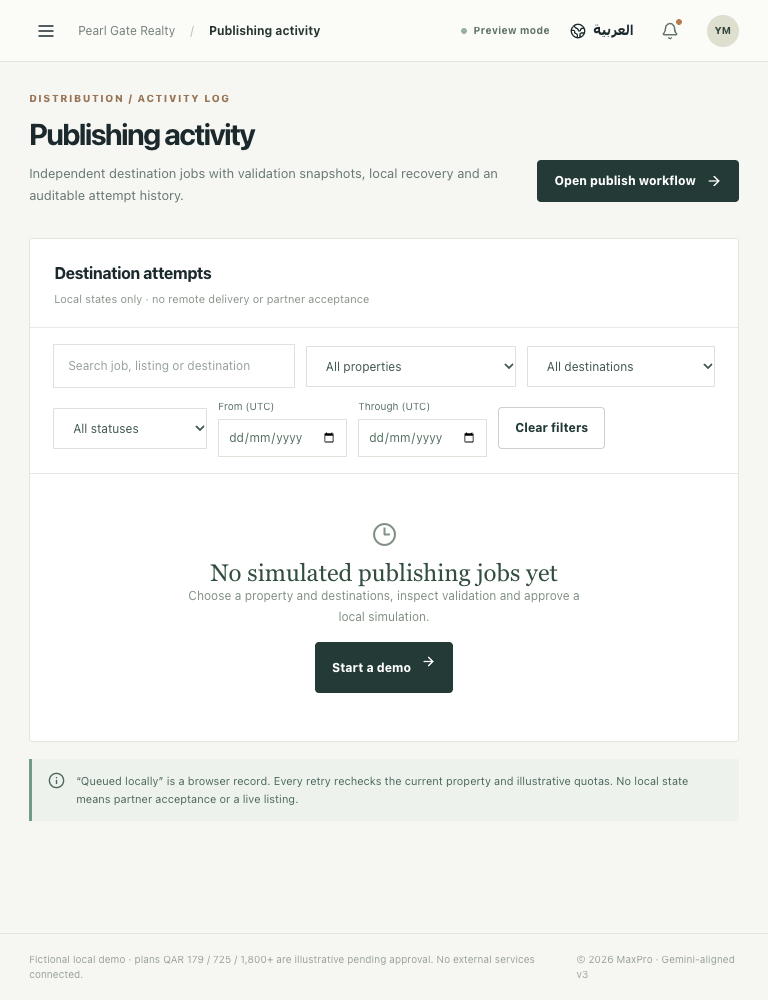 Pearl Gate Realty / Publishing activity
Preview mode
العربية
YM
DISTRIBUTION / ACTIVITY LOG
Publishing activity
Independent destination jobs with validation snapshots, local recovery and an
auditable attempt history.
Open publish workflow
Destination attempts
Local states only · no remote delivery or partner acceptance
Search job, listing or destination
All properties
All destinations
All statuses
From (UTC)
dd/mm/yyyy
Through (UTC)
dd/mm/yyyy
Clear filters
No simulated publishing jobs yet
Choose a property and destinations, inspect validation and approve a
local simulation.
Start a demo
“Queued locally” is a browser record. Every retry rechecks the current property and illustrative quotas. No local state
means partner acceptance or a live listing.
Fictional local demo · plans QAR 179 / 725 / 1,800+ are illustrative pending approval. No external services
connected.
© 2026 MaxPro · Gemini-aligned
v3